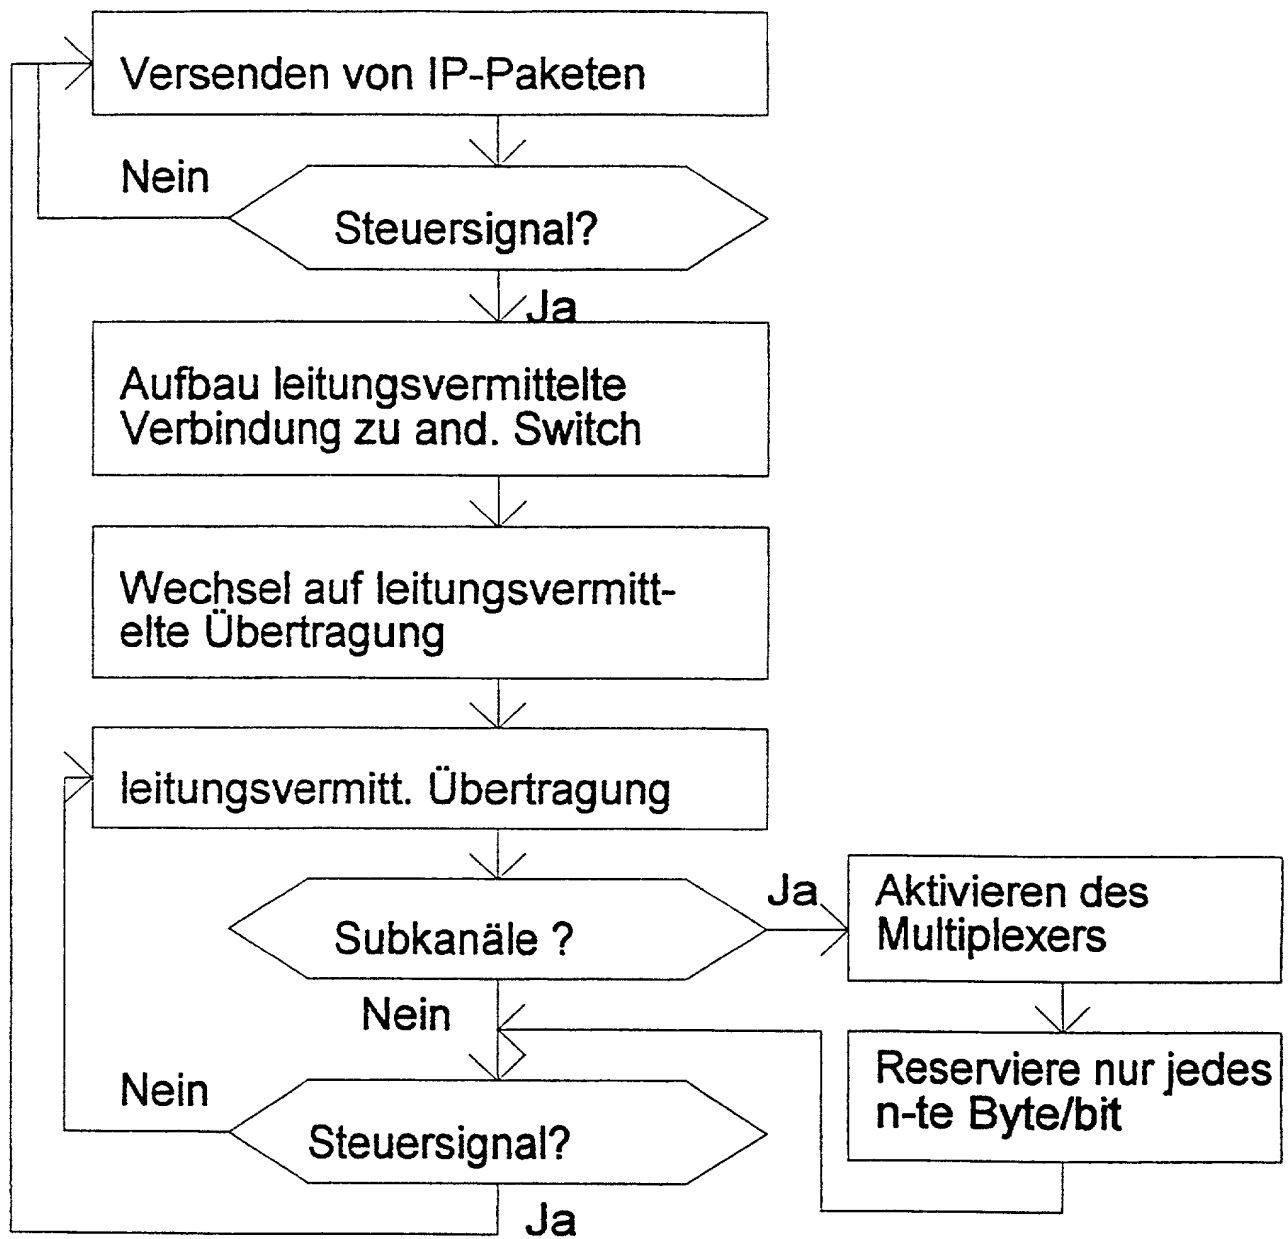 Versenden von IP-Paketen
Nein
Steuersignal?
Ja
Aufbau leitungsvermittelte
Verbindung zu and. Switch
Wechsel auf leitungsvermitt-
elte Übertragung
leitungsvermitt. Übertragung
Subkanäle ?
Ja
Aktivieren des
Multiplexers
Nein
Reserviere nur jedes
n-te Byte/bit
Nein
Steuersignal?
Ja